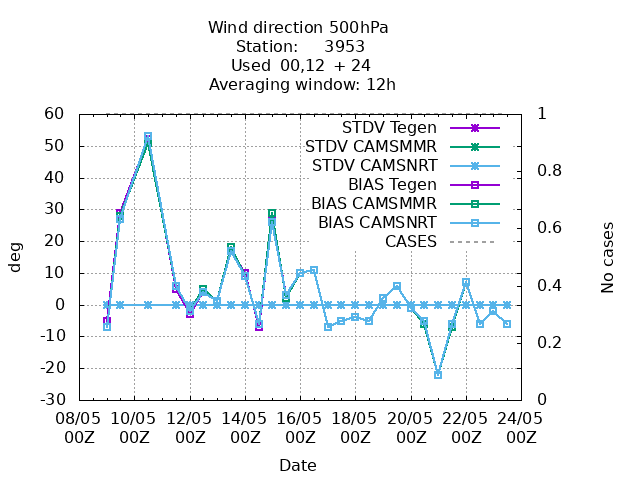 Wind direction 500hPa
Station: 3953
Used 00,12 + 24
Averaging window: 12h
60
50
40
30
20
10
0
-10
-20
-30
deg
1
0.8
0.6
0.4
0.2
0
No cases
STDV Tegen
STDV CAMSMMR
STDV CAMSNRT
BIAS Tegen
BIAS CAMSMMR
BIAS CAMSNRT
CASES
08/05 10/05 12/05 14/05 16/05 18/05 20/05 22/05 24/05
00Z 00Z 00Z 00Z 00Z 00Z 00Z 00Z 00Z
Date